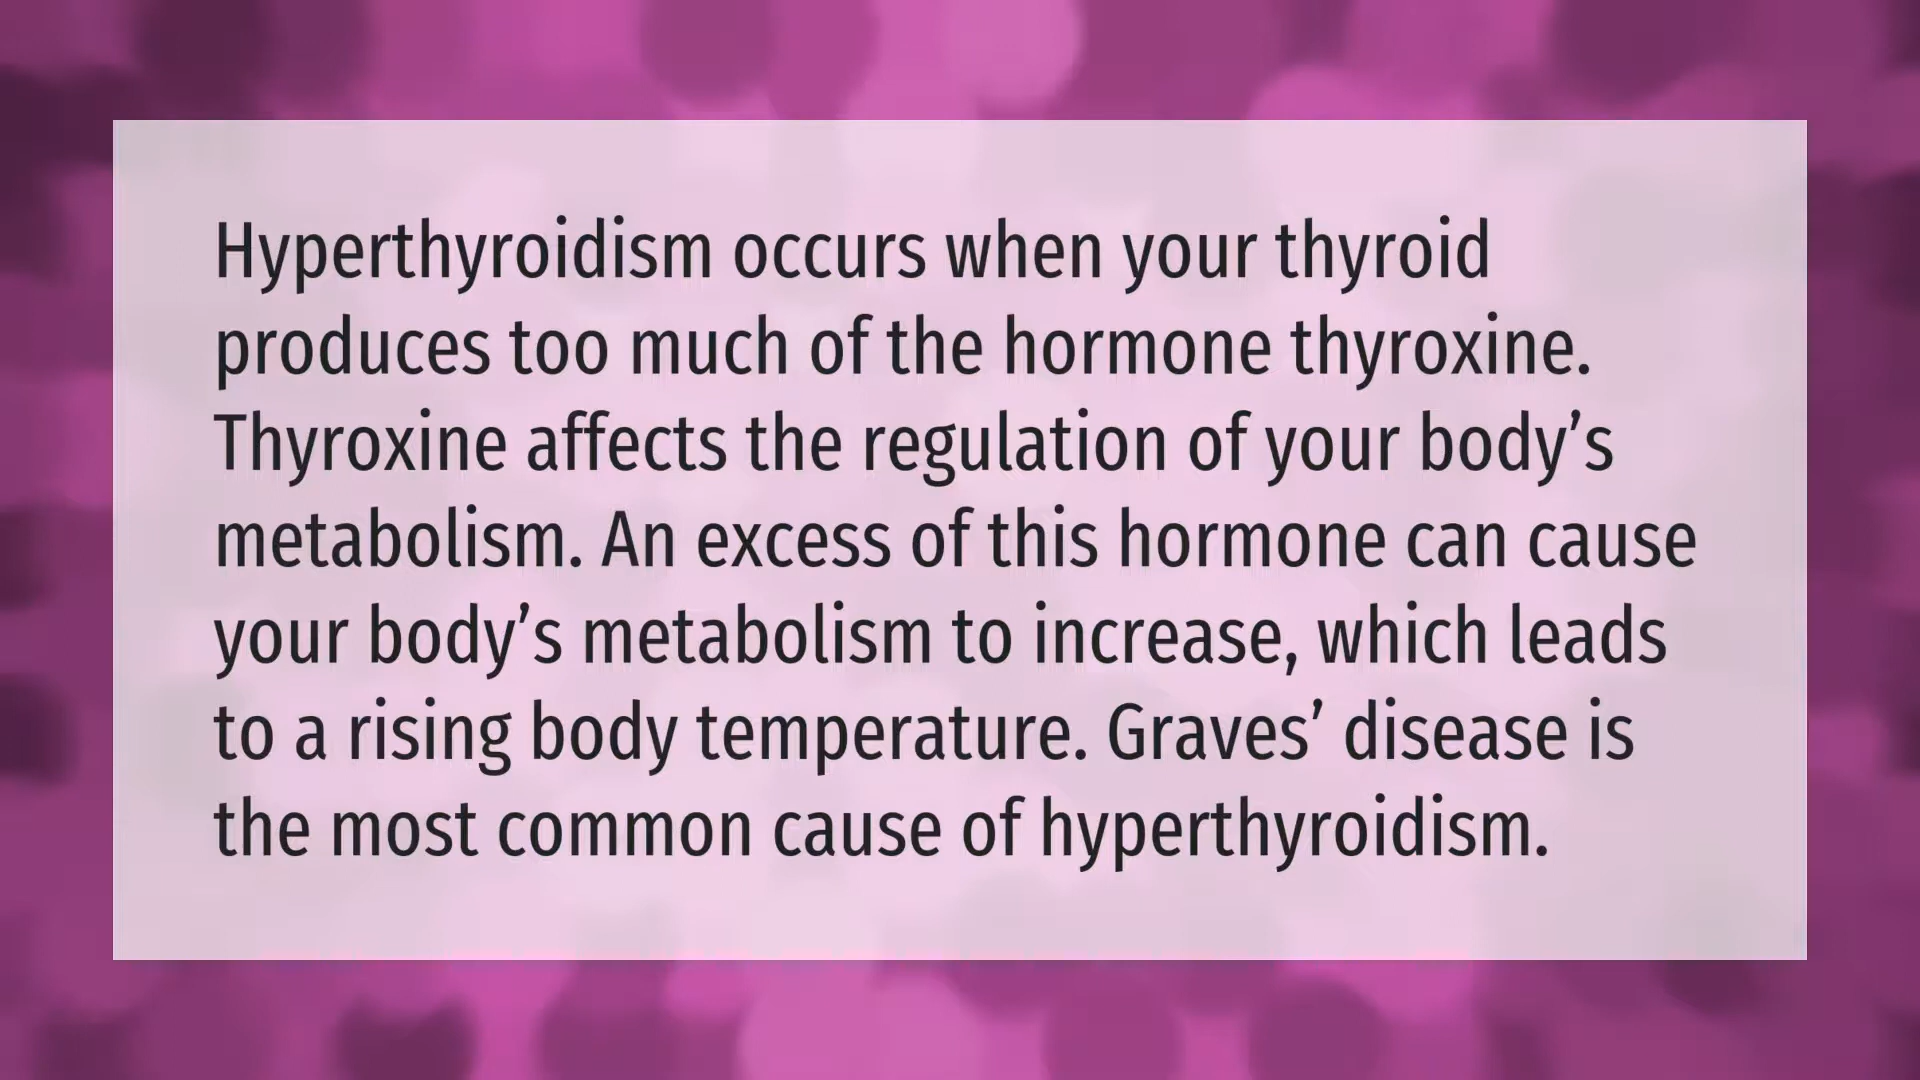 Hyperthyroidism occurs when your thyroid
produces too much of the hormone thyroxine.
Thyroxine affects the regulation of your body’s
metabolism. An excess of this hormone can cause
your body’s metabolism to increase, which leads
to a rising body temperature. Graves’ disease is
the most common cause of hyperthyroidism.